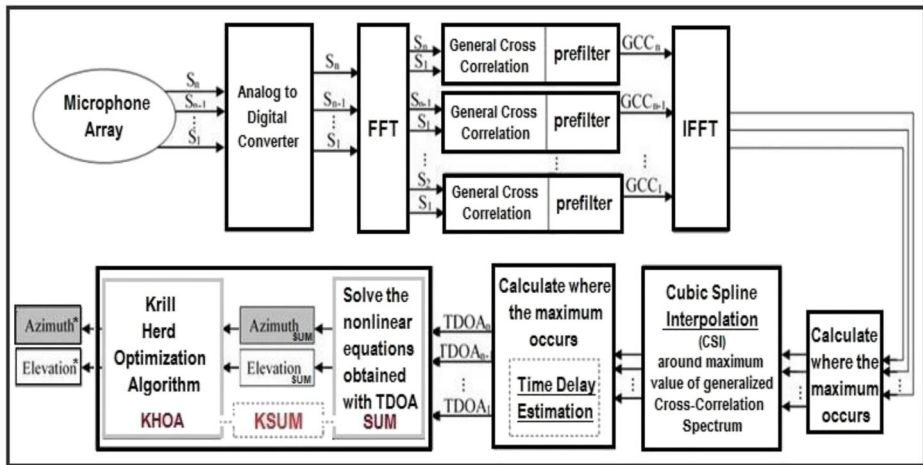 Microphone
Array
Sn
Sn-1
S1
Analog to
Digital
Converter
Sn
Sn-1
S1
FFT
Sn
S1
General Cross
Correlation
prefilter
GCCn
Sn-1
S1
General Cross
Correlation
prefilter
GCCn-1
S2
S1
General Cross
Correlation
prefilter
GCC1
IFFT
Calculate
where the
maximum
occurs
Cubic Spline
Interpolation
(CSI)
around maximum
value of generalized
Cross-Correlation
Spectrum
Calculate where
the maximum
occurs
Time Delay
Estimation
TDOAn
TDOAn-1
TDOA1
Solve the
nonlinear
equations
obtained
with TDOA
SUM
Azimuth SUM
Elevation SUM
KSUM
Krill
Herd
Optimization
Algorithm
KHOA
Azimuth*
Elevation*